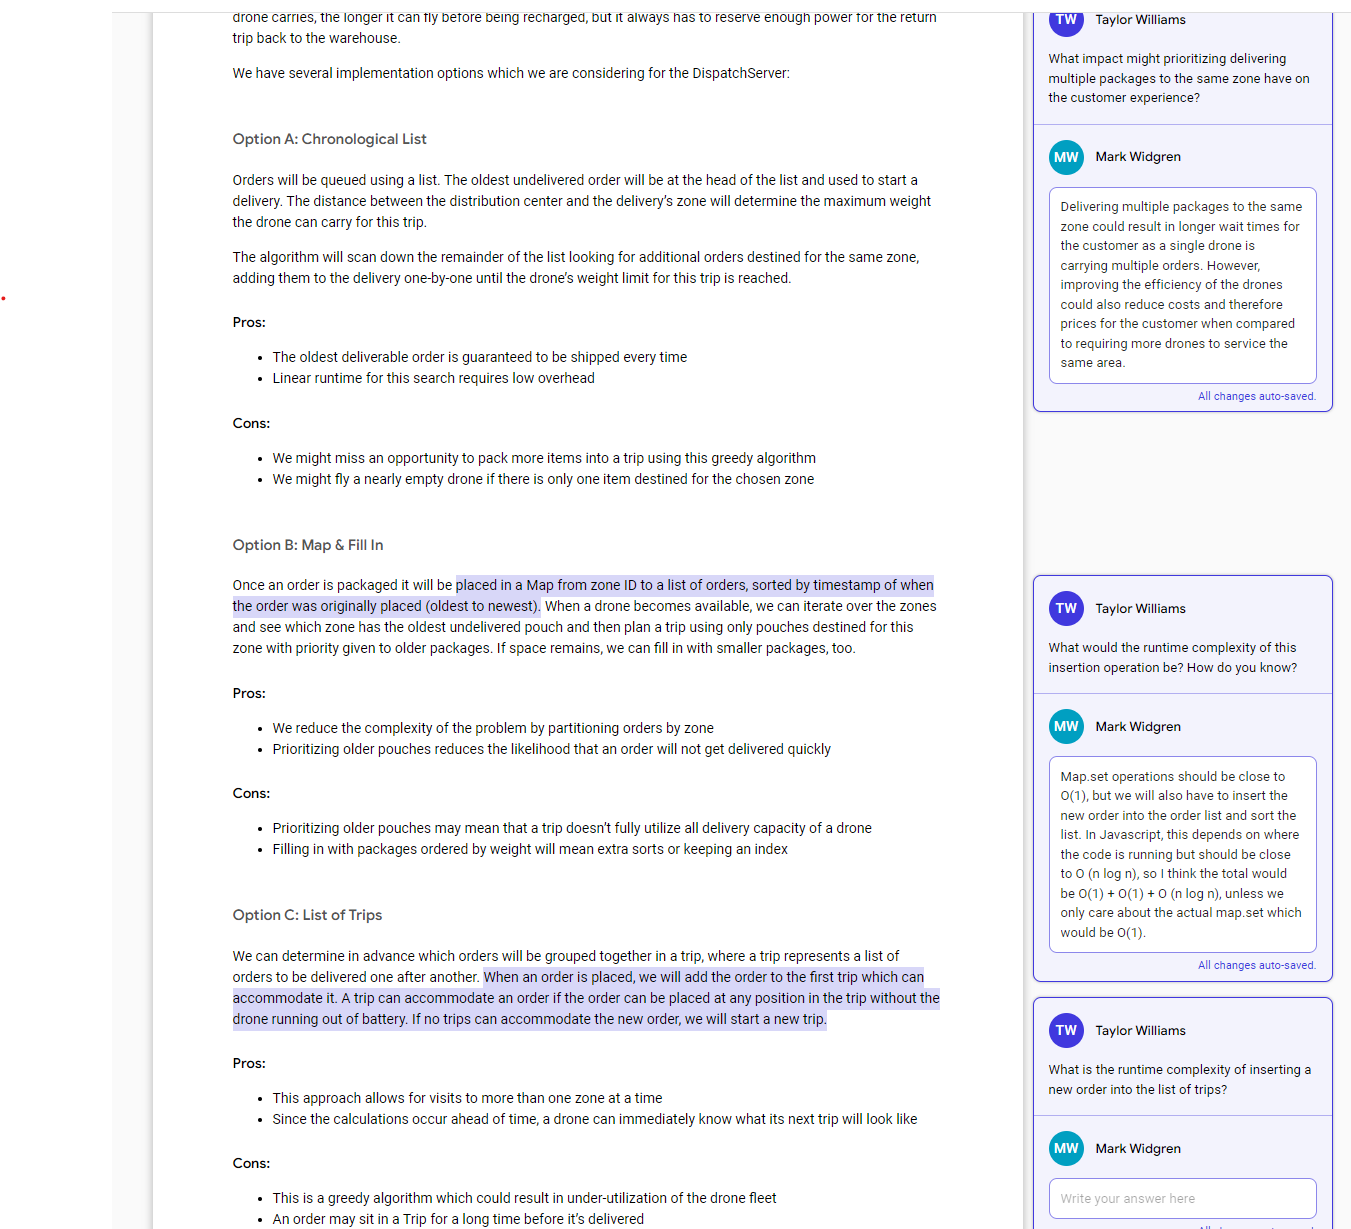 drone carries, the longer it can fly before being recharged, but it always has to reserve enough power for the return
trip back to the warehouse.
We have several implementation options which we are considering for the DispatchServer:
Option A: Chronological List
Orders will be queued using a list. The oldest undelivered order will be at the head of the list and used to start a
delivery. The distance between the distribution center and the delivery’s zone will determine the maximum weight
the drone can carry for this trip.
The algorithm will scan down the remainder of the list looking for additional orders destined for the same zone,
adding them to the delivery one-by-one until the drone’s weight limit for this trip is reached.
Pros:
• The oldest deliverable order is guaranteed to be shipped every time
• Linear runtime for this search requires low overhead
Cons:
• We might miss an opportunity to pack more items into a trip using this greedy algorithm
• We might fly a nearly empty drone if there is only one item destined for the chosen zone
Option B: Map & Fill In
Once an order is packaged it will be placed in a Map from zone ID to a list of orders, sorted by timestamp of when
the order was originally placed (oldest to newest). When a drone becomes available, we can iterate over the zones
and see which zone has the oldest undelivered pouch and then plan a trip using only pouches destined for this
zone with priority given to older packages. If space remains, we can fill in with smaller packages, too.
Pros:
• We reduce the complexity of the problem by partitioning orders by zone
• Prioritizing older pouches reduces the likelihood that an order will not get delivered quickly
Cons:
• Prioritizing older pouches may mean that a trip doesn’t fully utilize all delivery capacity of a drone
• Filling in with packages ordered by weight will mean extra sorts or keeping an index
Option C: List of Trips
We can determine in advance which orders will be grouped together in a trip, where a trip represents a list of
orders to be delivered one after another. When an order is placed, we will add the order to the first trip which can
accommodate it. A trip can accommodate an order if the order can be placed at any position in the trip without the
drone running out of battery. If no trips can accommodate the new order, we will start a new trip.
Pros:
• This approach allows for visits to more than one zone at a time
• Since the calculations occur ahead of time, a drone can immediately know what its next trip will look like
Cons:
• This is a greedy algorithm which could result in under-utilization of the drone fleet
• An order may sit in a Trip for a long time before it’s delivered
TW Taylor Williams
What impact might prioritizing delivering
multiple packages to the same zone have on
the customer experience?
MW Mark Widgren
Delivering multiple packages to the same
zone could result in longer wait times for
the customer as a single drone is
carrying multiple orders. However,
improving the efficiency of the drones
could also reduce costs and therefore
prices for the customer when compared
to requiring more drones to service the
same area.
All changes auto-saved.
TW Taylor Williams
What would the runtime complexity of this
insertion operation be? How do you know?
MW Mark Widgren
Map.set operations should be close to
O(1), but we will also have to insert the
new order into the order list and sort the
list. In Javascript, this depends on where
the code is running but should be close
to O (n log n), so I think the total would
be O(1) + O(1) + O (n log n), unless we
only care about the actual map.set which
would be O(1).
All changes auto-saved.
TW Taylor Williams
What is the runtime complexity of inserting a
new order into the list of trips?
MW Mark Widgren
Write your answer here